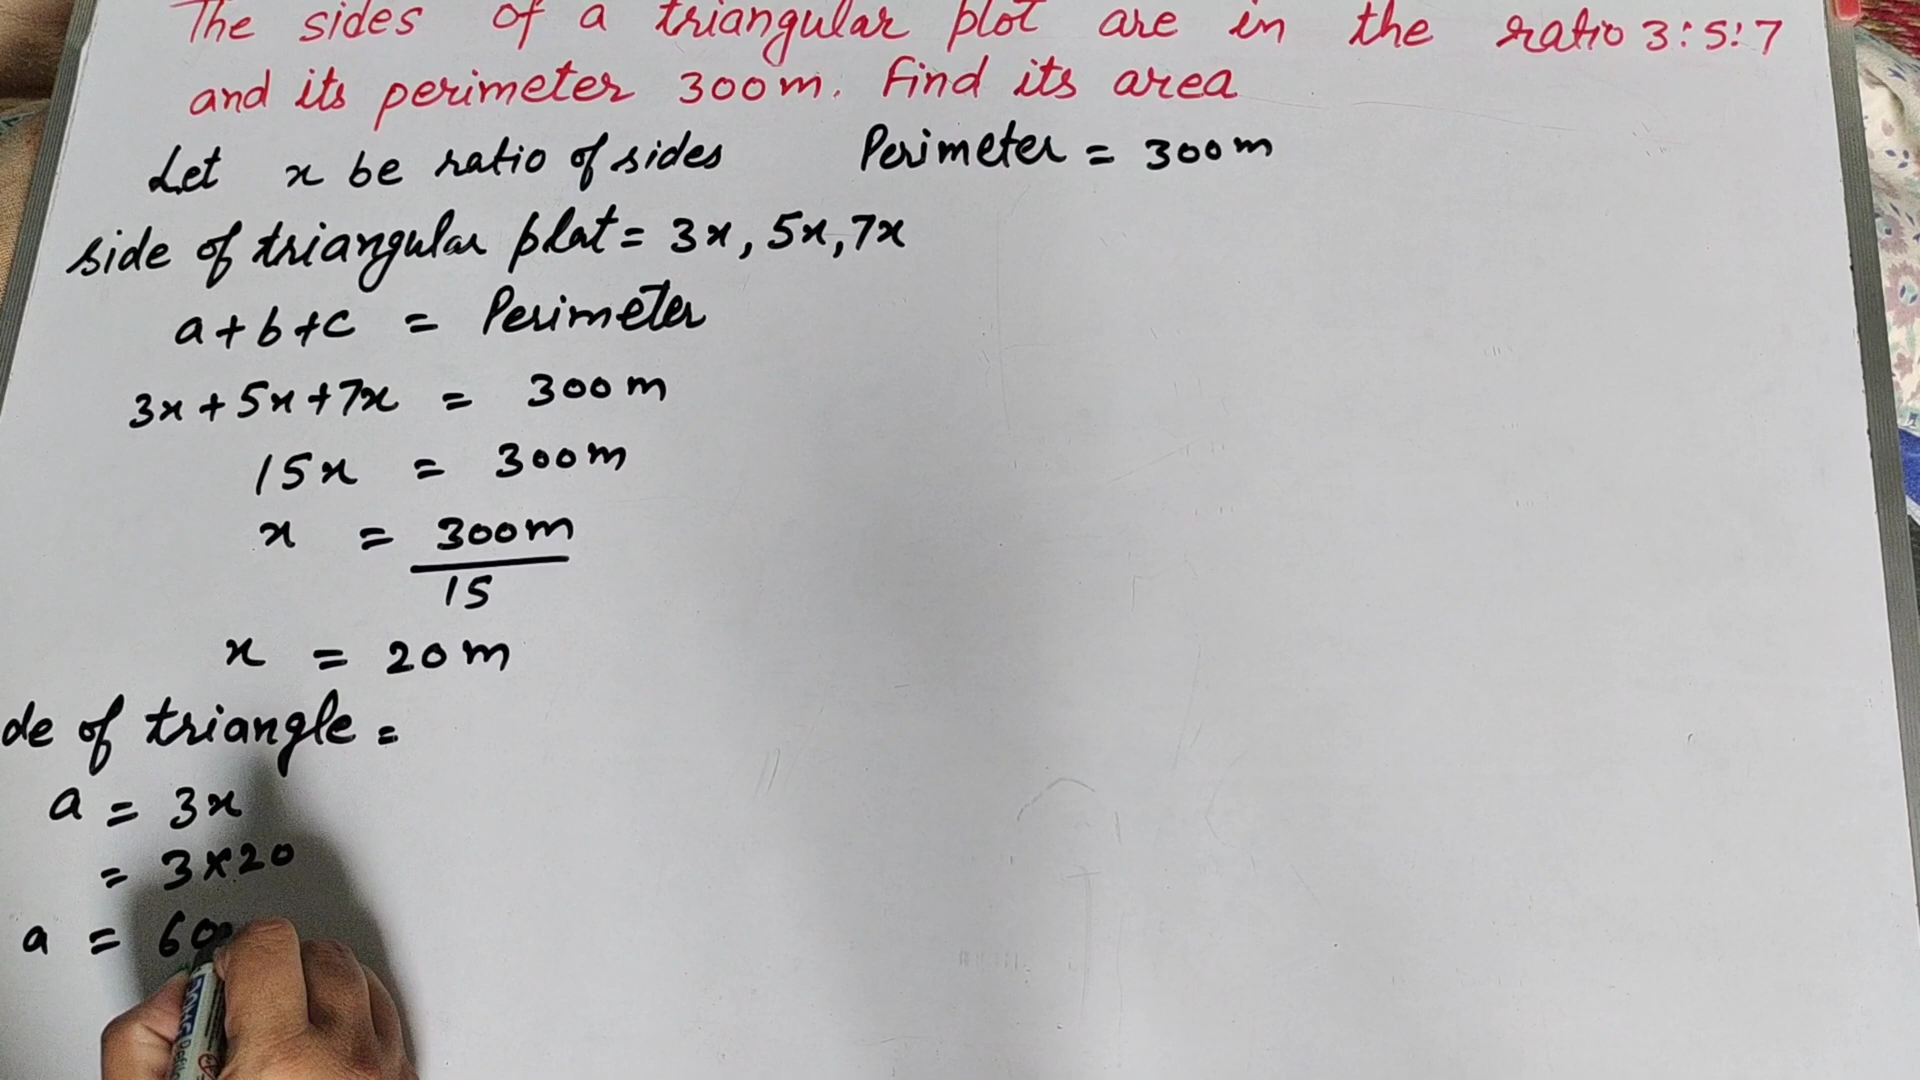 The sides of a triangular plot are in the ratio 3:5:7
and its perimeter 300m. Find its area
Let x be ratio of sides Perimeter = 300m
side of triangular plat = 3x, 5x, 7x
a+b+c = Perimeter
3x+5x+7x = 300m
15x = 300m
x = 300m
15
x = 20m
de of triangle =
a = 3x
= 3×20
a = 60